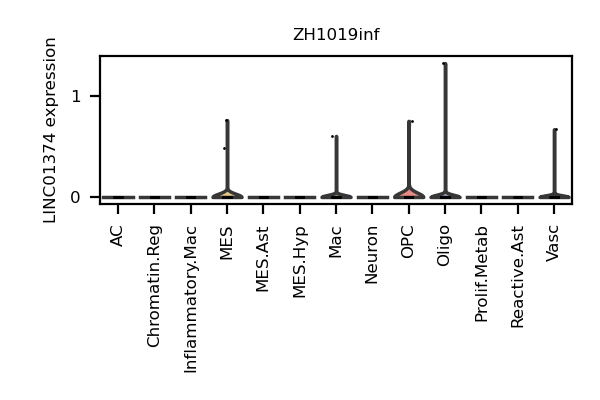 ZH1019inf
LINC01374 expression
1
0
AC
Chromatin.Reg
Inflammatory.Mac
MES
MES.Ast
MES.Hyp
Mac
Neuron
OPC
Oligo
Prolif.Metab
Reactive.Ast
Vasc